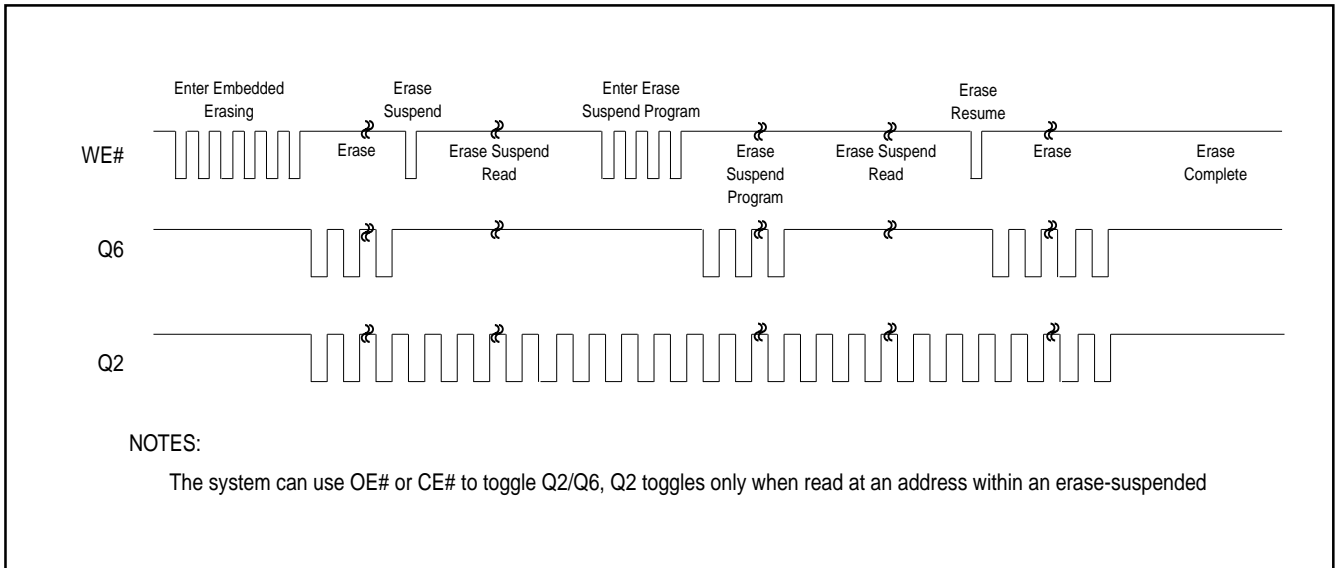 Enter Embedded
Erasing
Erase
Suspend
Enter Erase
Suspend Program
Erase
Resume
WE#
Erase
Erase Suspend
Read
Erase
Suspend
Program
Erase Suspend
Read
Erase
Erase
Complete
Q6
Q2
NOTES:
The system can use OE# or CE# to toggle Q2/Q6, Q2 toggles only when read at an address within an erase-suspended